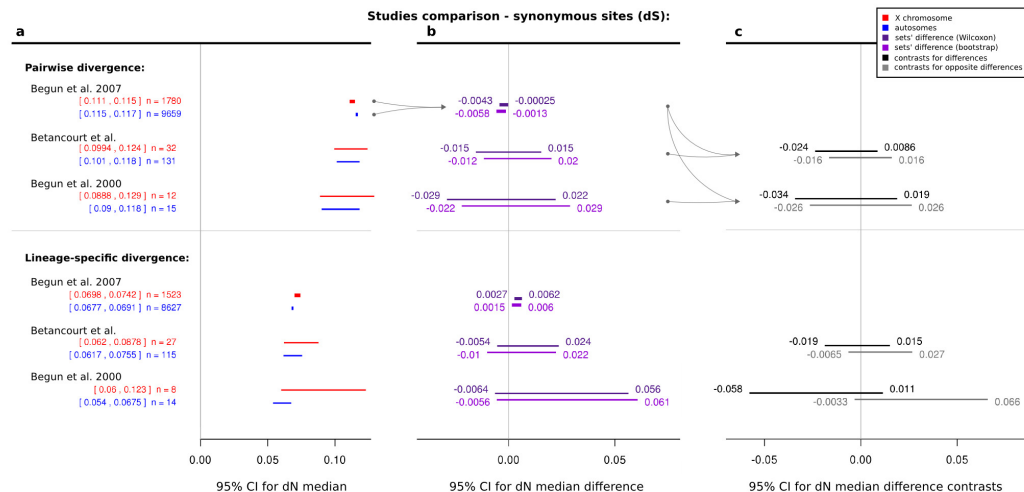 Studies comparison - synonymous sites (dS):
a
b
c
X chromosome
autosomes
sets' difference (Wilcoxon)
sets' difference (bootstrap)
contrasts for differences
contrasts for opposite differences
Pairwise divergence:
Begun et al. 2007
[ 0.111 , 0.115 ] n = 1780
[ 0.115 , 0.117 ] n = 9659
-0.0043 -0.00025
-0.0058 -0.0013
Betancourt et al.
[ 0.0994 , 0.124 ] n = 32
[ 0.101 , 0.118 ] n = 131
-0.015 0.015
-0.012 0.02
-0.024 0.0086
-0.016 0.016
Begun et al. 2000
[ 0.0888 , 0.129 ] n = 12
[ 0.09 , 0.118 ] n = 15
-0.029 0.022
-0.022 0.029
-0.034 0.019
-0.026 0.026
Lineage-specific divergence:
Begun et al. 2007
[ 0.0698 , 0.0742 ] n = 1523
[ 0.0677 , 0.0691 ] n = 8627
0.0027 0.0062
0.0015 0.006
Betancourt et al.
[ 0.062 , 0.0878 ] n = 27
[ 0.0617 , 0.0755 ] n = 115
-0.0054 0.024
-0.01 0.022
-0.019 0.015
-0.0065 0.027
Begun et al. 2000
[ 0.06 , 0.123 ] n = 8
[ 0.054 , 0.0675 ] n = 14
-0.0064 0.056
-0.0056 0.061
-0.058 0.011
-0.0033 0.066
0.00 0.05 0.10
0.00
-0.05 0.00 0.05
95% CI for dN median
95% CI for dN median difference
95% CI for dN median difference contrasts